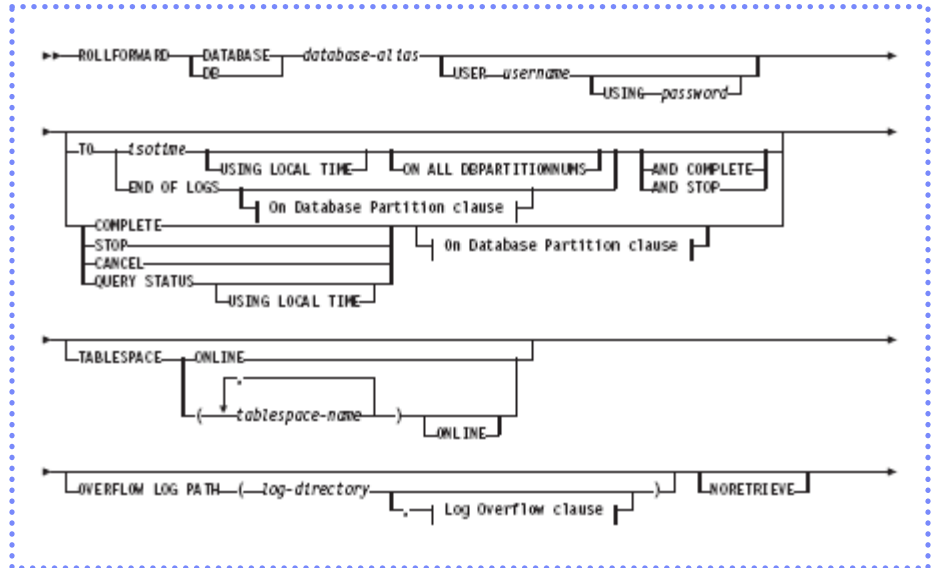 ROLLFORWARD DATABASE database-alias
DB
USER username
USING password
TO isotime
USING LOCAL TIME ON ALL DBPARTITIONNUMS AND COMPLETE
END OF LOGS AND STOP
On Database Partition clause
COMPLETE
STOP On Database Partition clause
CANCEL
QUERY STATUS
USING LOCAL TIME
TABLESPACE ONLINE
,
( tablespace-name )
ONLINE
OVERFLOW LOG PATH ( log-directory ) NORETRIEVE
, Log Overflow clause